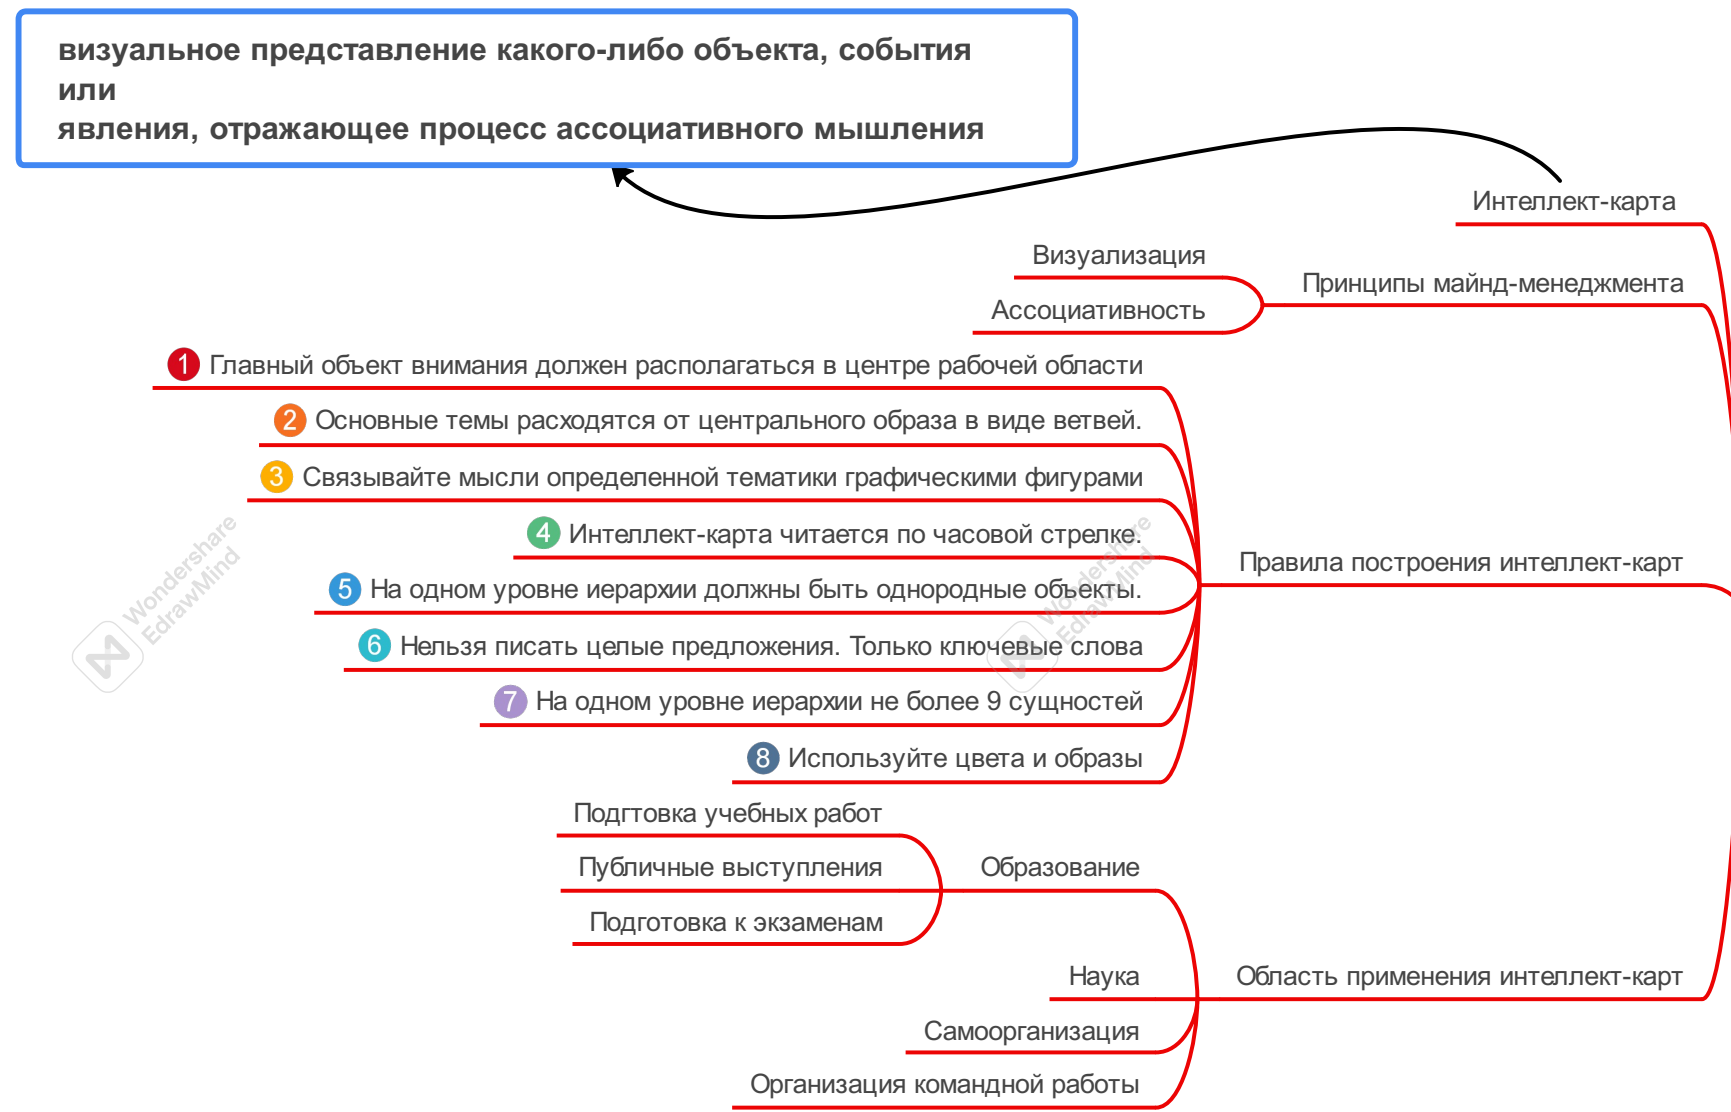 визуальное представление какого-либо объекта, события
или
явления, отражающее процесс ассоциативного мышления
Интеллект-карта
Визуализация
Принципы майнд-менеджмента
Ассоциативность
1 Главный объект внимания должен располагаться в центре рабочей области
2 Основные темы расходятся от центрального образа в виде ветвей.
3 Связывайте мысли определенной тематики графическими фигурами
4 Интеллект-карта читается по часовой стрелке.
Правила построения интеллект-карт
5 На одном уровне иерархии должны быть однородные объекты.
6 Нельзя писать целые предложения. Только ключевые слова
7 На одном уровне иерархии не более 9 сущностей
8 Используйте цвета и образы
Подгтовка учебных работ
Публичные выступления
Образование
Подготовка к экзаменам
Наука
Область применения интеллект-карт
Самоорганизация
Организация командной работы
Wondershare
EdrawMind
Wondershare
EdrawMind